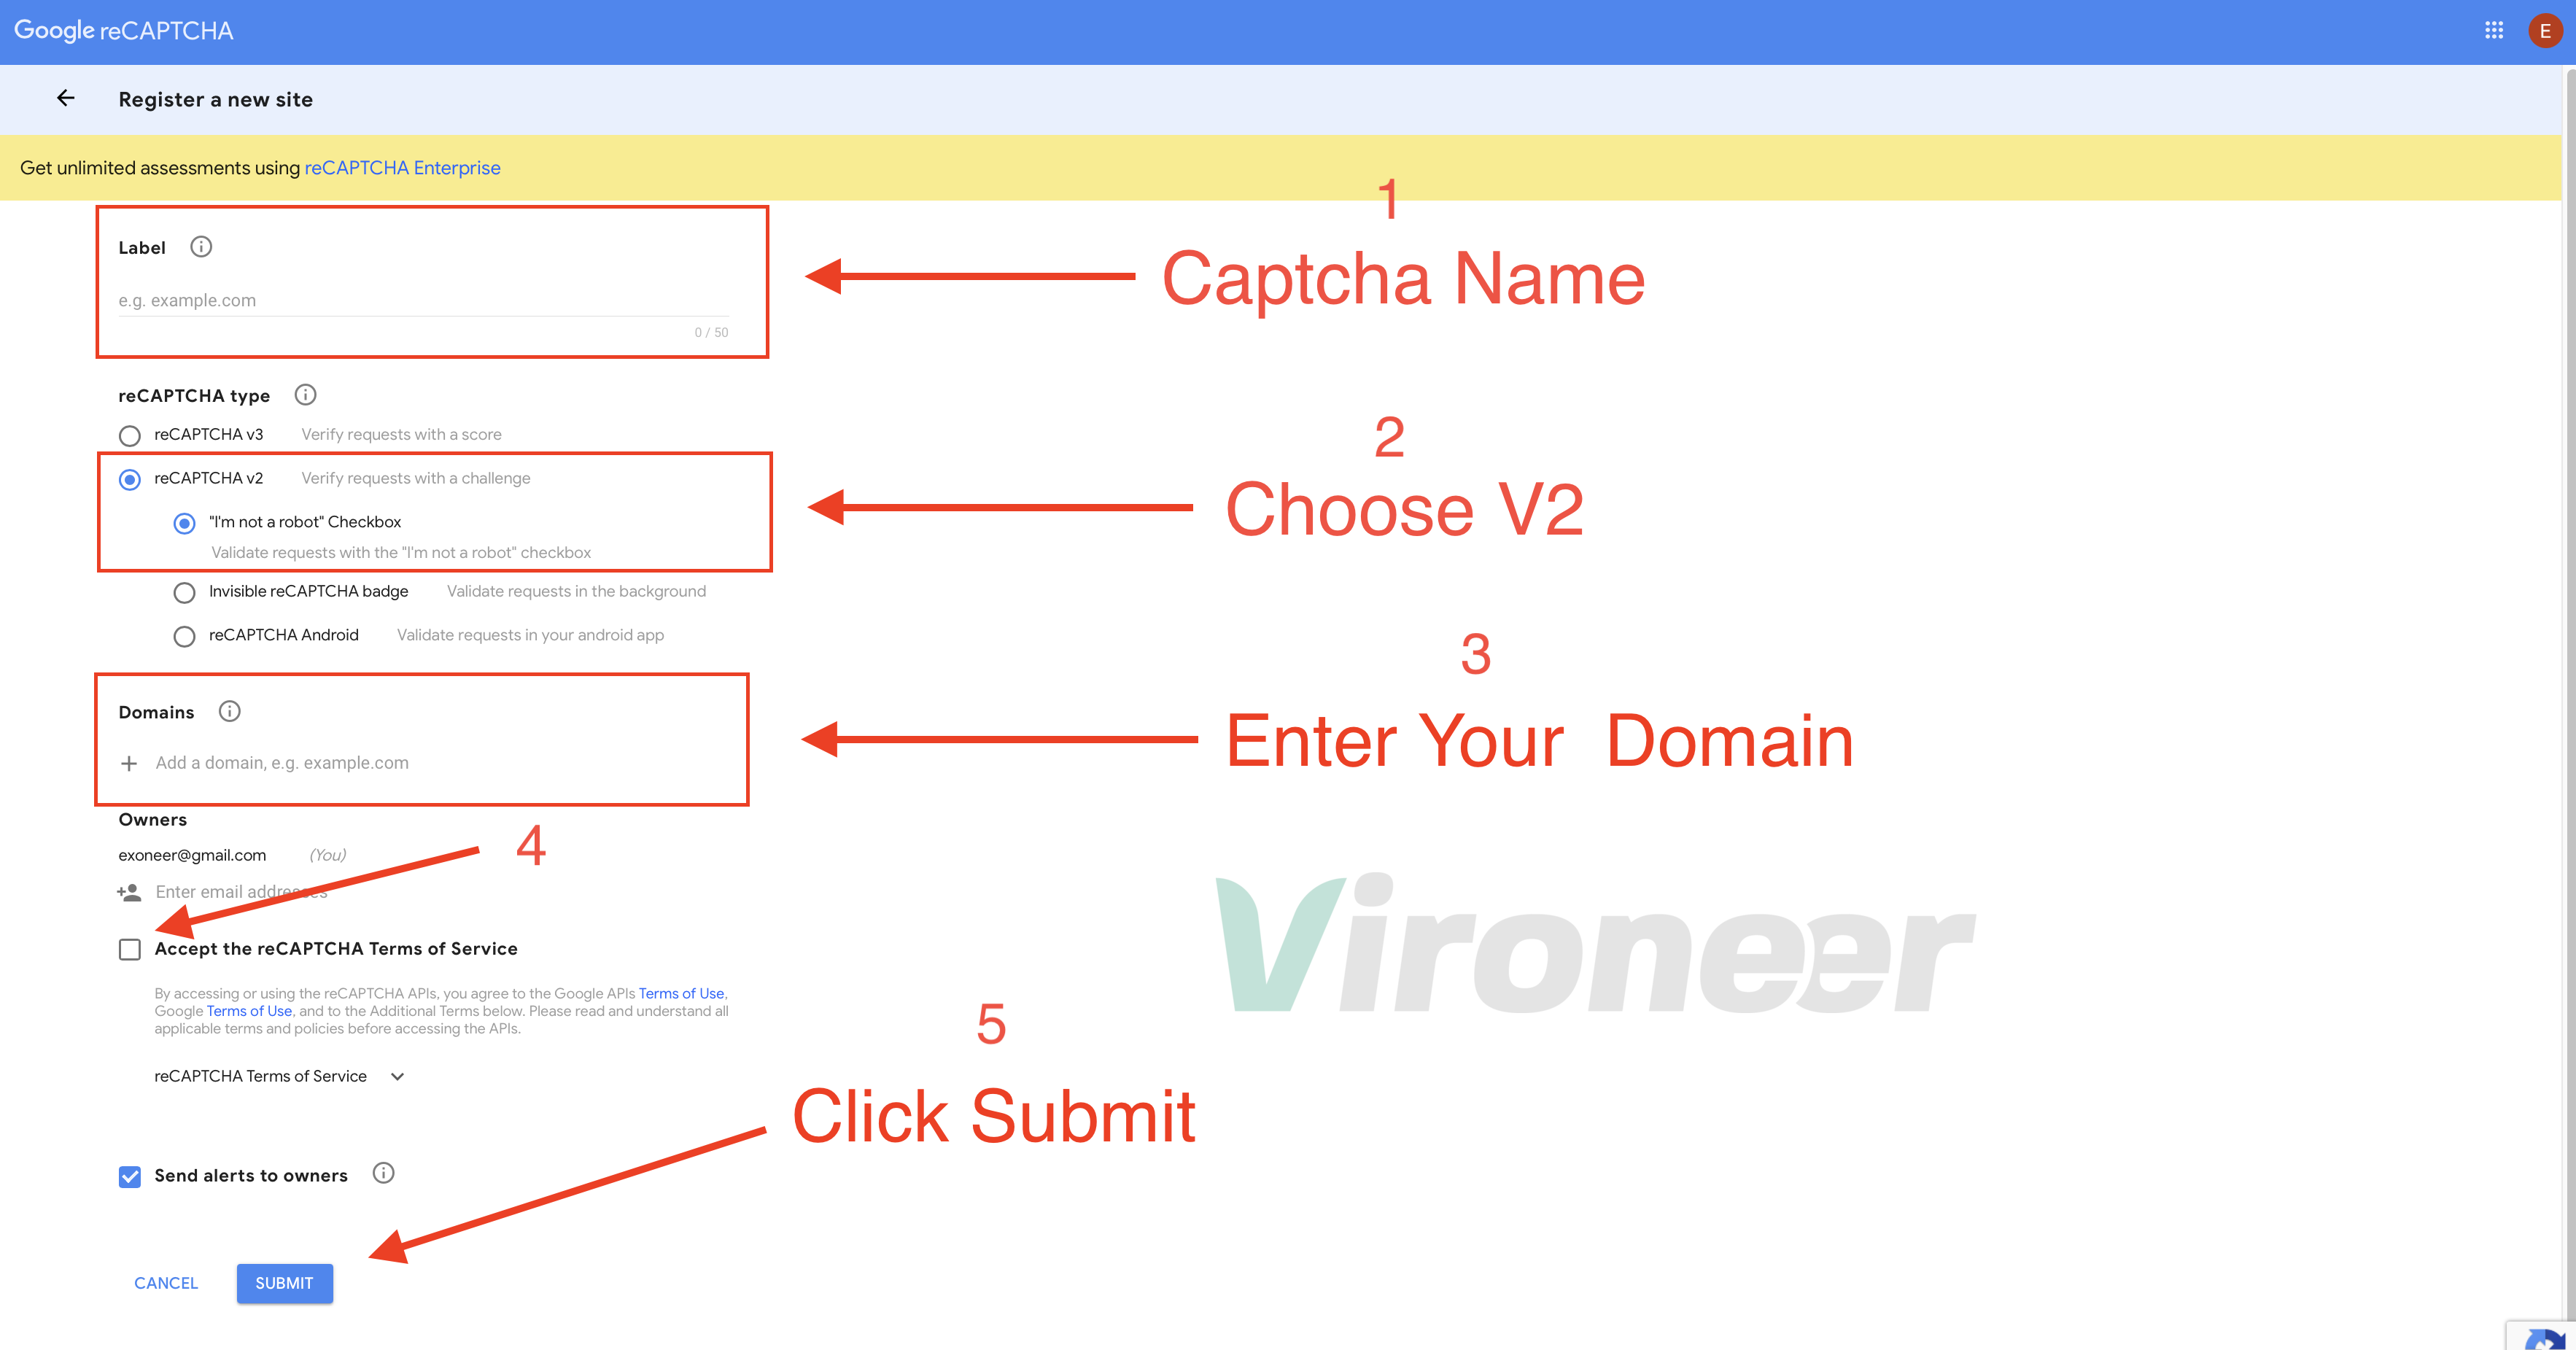 Google reCAPTCHA
E
Register a new site
Get unlimited assessments using reCAPTCHA Enterprise
1
Label
Captcha Name
e.g. example.com
0 / 50
reCAPTCHA type
2
reCAPTCHA v3 Verify requests with a score
reCAPTCHA v2 Verify requests with a challenge
Choose V2
"I'm not a robot" Checkbox
Validate requests with the "I'm not a robot" checkbox
Invisible reCAPTCHA badge Validate requests in the background
reCAPTCHA Android Validate requests in your android app
3
Domains
Enter Your Domain
Add a domain, e.g. example.com
Owners
4
exoneer@gmail.com (You)
Enter email addresses
Vironeer
Accept the reCAPTCHA Terms of Service
By accessing or using the reCAPTCHA APIs, you agree to the Google APIs Terms of Use,
Google Terms of Use, and to the Additional Terms below. Please read and understand all
applicable terms and policies before accessing the APIs.
5
reCAPTCHA Terms of Service
Click Submit
Send alerts to owners
CANCEL
SUBMIT